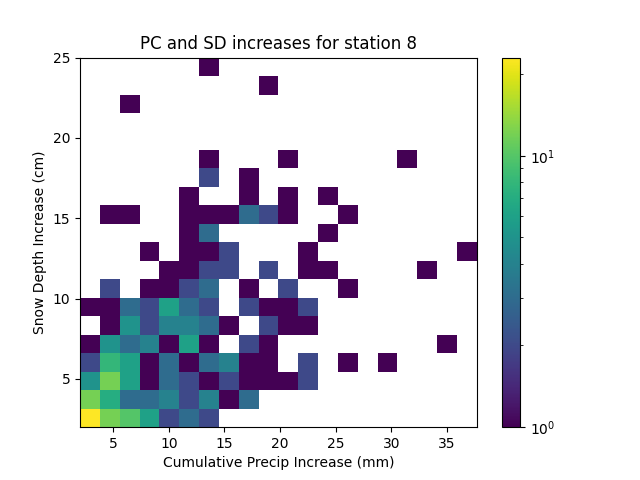 PC and SD increases for station 8
25
20
15
10
5
Snow Depth Increase (cm)
5 10 15 20 25 30 35
Cumulative Precip Increase (mm)
10¹
10⁰